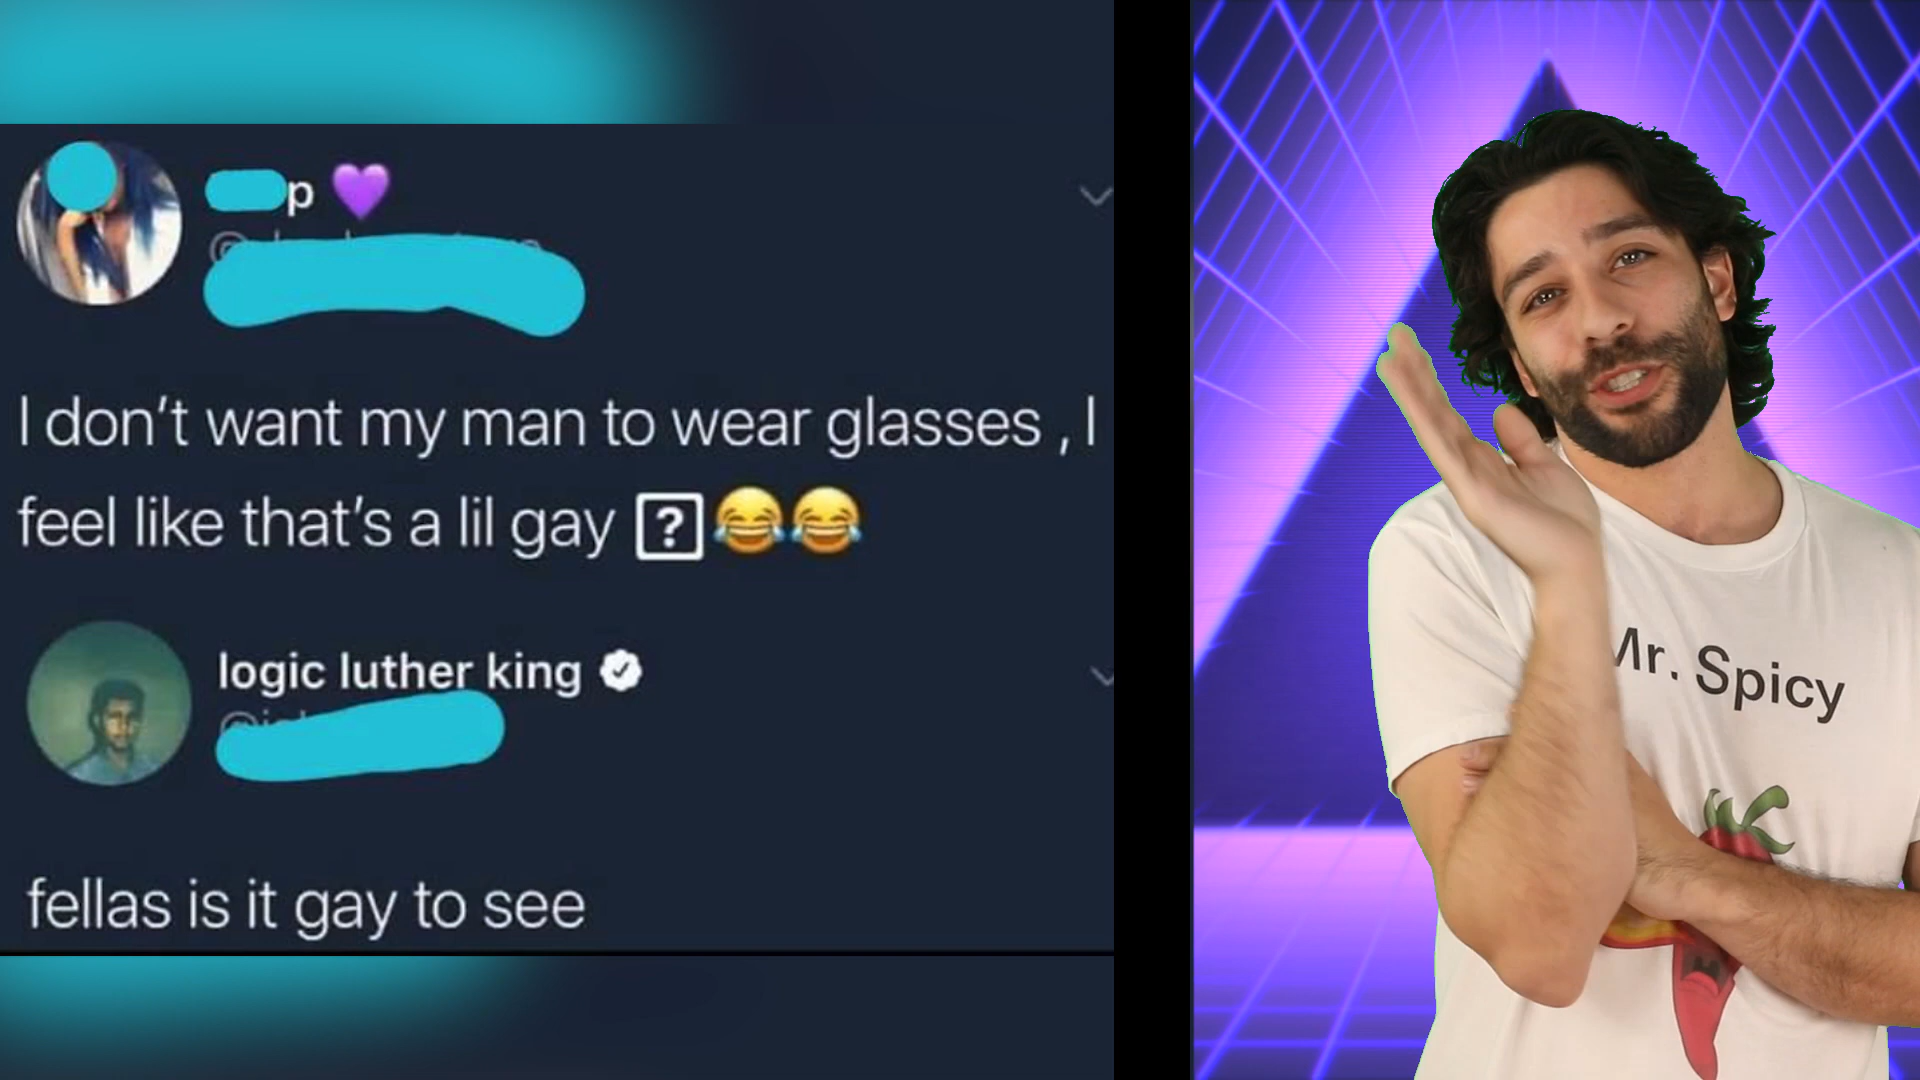 p 💜
I don't want my man to wear glasses , I
feel like that's a lil gay ?😂😂
logic luther king
fellas is it gay to see
Mr. Spicy